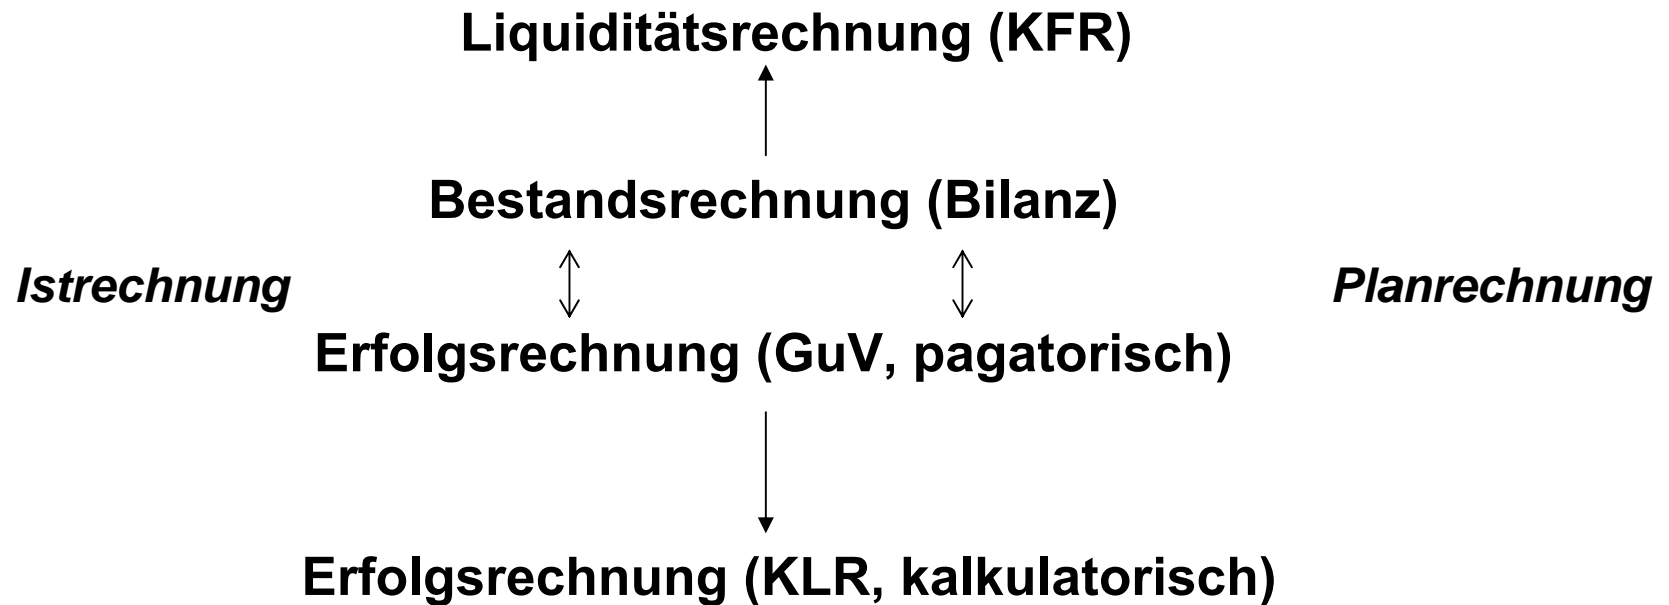 Liquiditätsrechnung (KFR)
Bestandsrechnung (Bilanz)
Istrechnung
Planrechnung
Erfolgsrechnung (GuV, pagatorisch)
Erfolgsrechnung (KLR, kalkulatorisch)